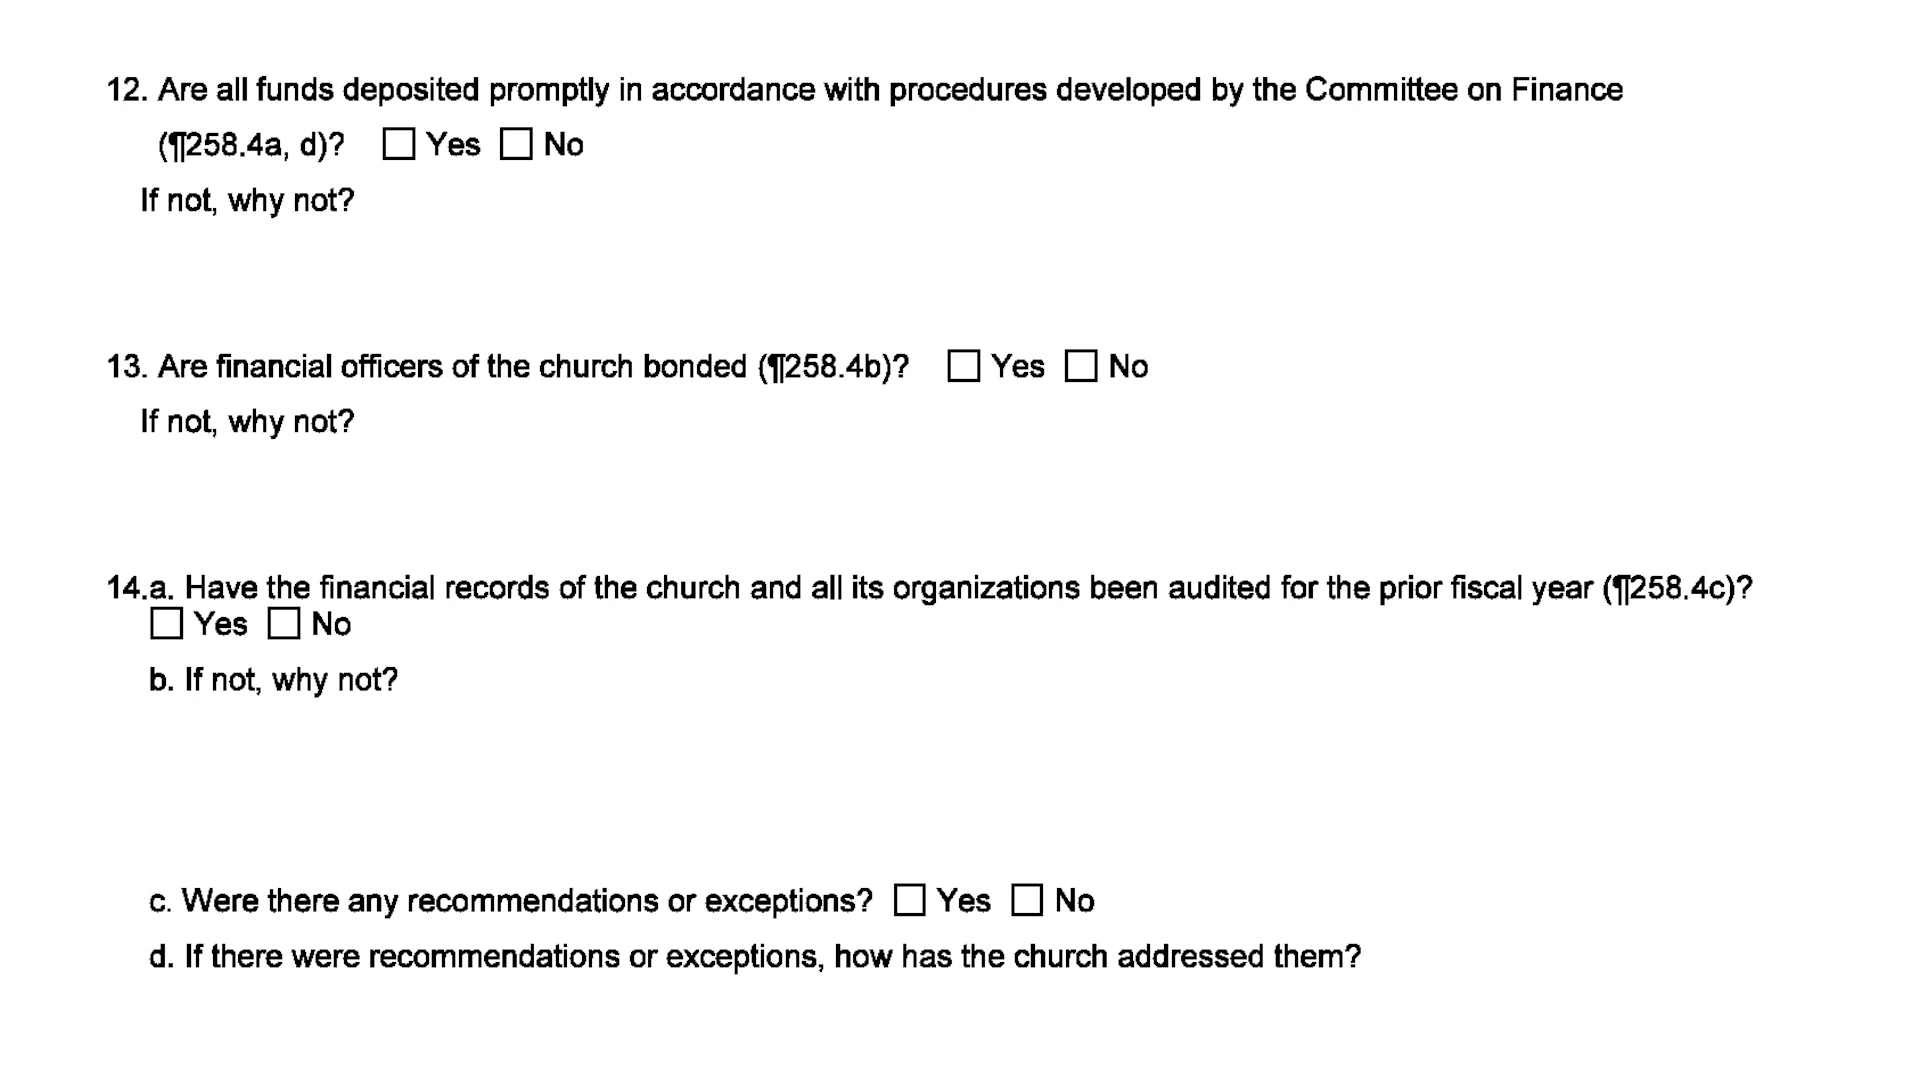 12. Are all funds deposited promptly in accordance with procedures developed by the Committee on Finance
(¶258.4a, d)? ☐ Yes ☐ No
If not, why not?
13. Are financial officers of the church bonded (¶258.4b)? ☐ Yes ☐ No
If not, why not?
14.a. Have the financial records of the church and all its organizations been audited for the prior fiscal year (¶258.4c)?
☐ Yes ☐ No
b. If not, why not?
c. Were there any recommendations or exceptions? ☐ Yes ☐ No
d. If there were recommendations or exceptions, how has the church addressed them?